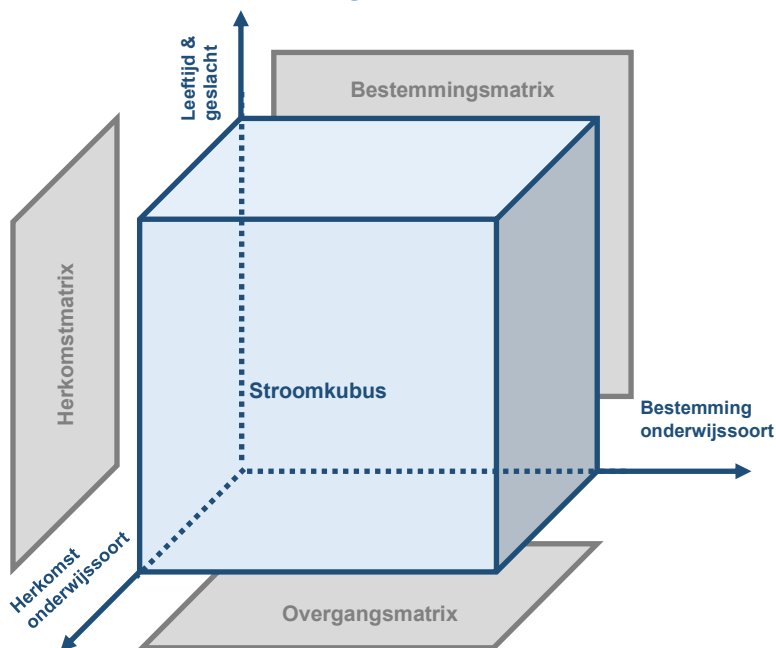 Leeftijd &
geslacht
Bestemmingsmatrix
Herkomstmatrix
Stroomkubus
Bestemming
onderwijssoort
Herkomst
onderwijssoort
Overgangsmatrix